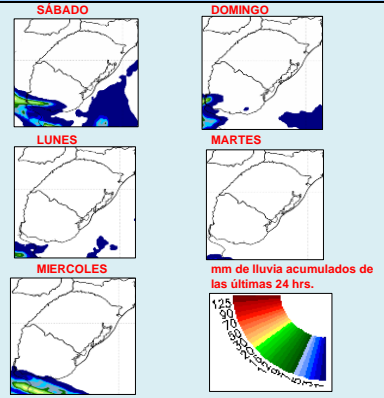 SÁBADO
DOMINGO
LUNES
MARTES
MIERCOLES
mm de lluvia acumulados de
las últimas 24 hrs.
125
90
70